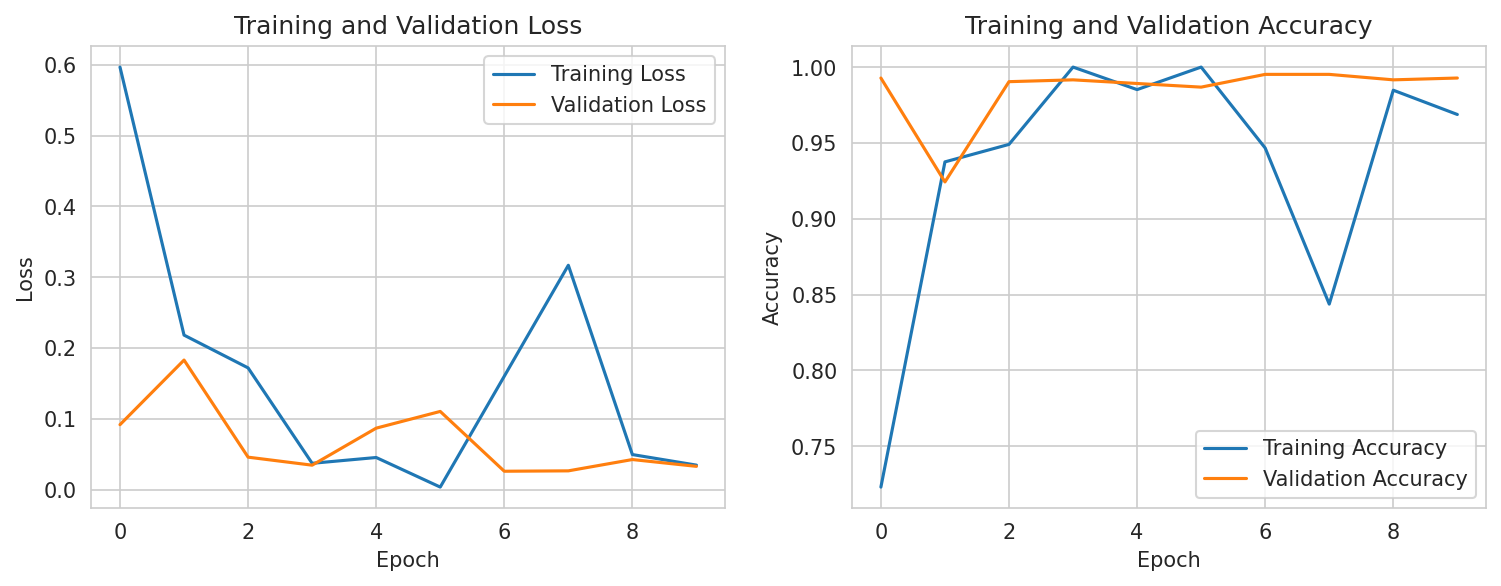 Training and Validation Loss
Loss
0.6
0.5
0.4
0.3
0.2
0.1
0.0
Training Loss
Validation Loss
0 2 4 6 8
Epoch
Training and Validation Accuracy
Accuracy
1.00
0.95
0.90
0.85
0.80
0.75
Training Accuracy
Validation Accuracy
0 2 4 6 8
Epoch